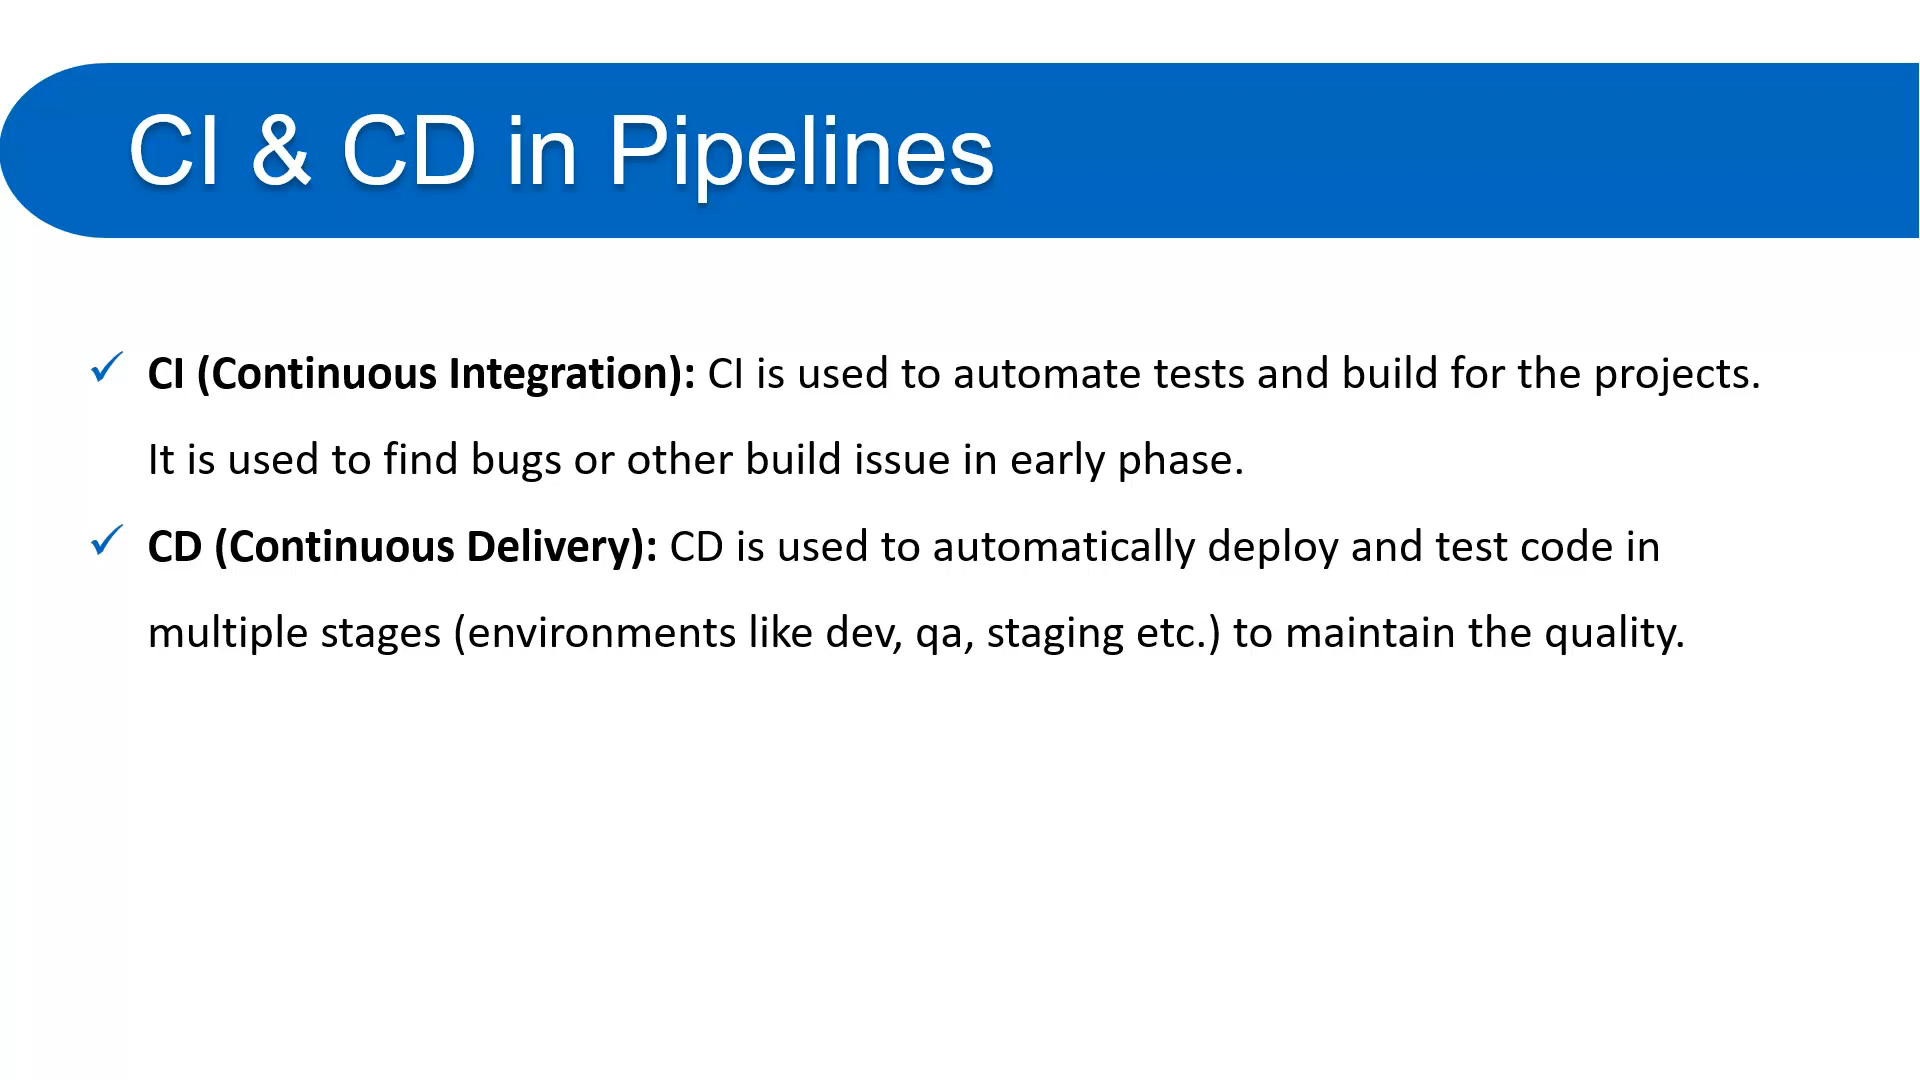 CI & CD in Pipelines
CI (Continuous Integration): CI is used to automate tests and build for the projects.
It is used to find bugs or other build issue in early phase.
CD (Continuous Delivery): CD is used to automatically deploy and test code in
multiple stages (environments like dev, qa, staging etc.) to maintain the quality.